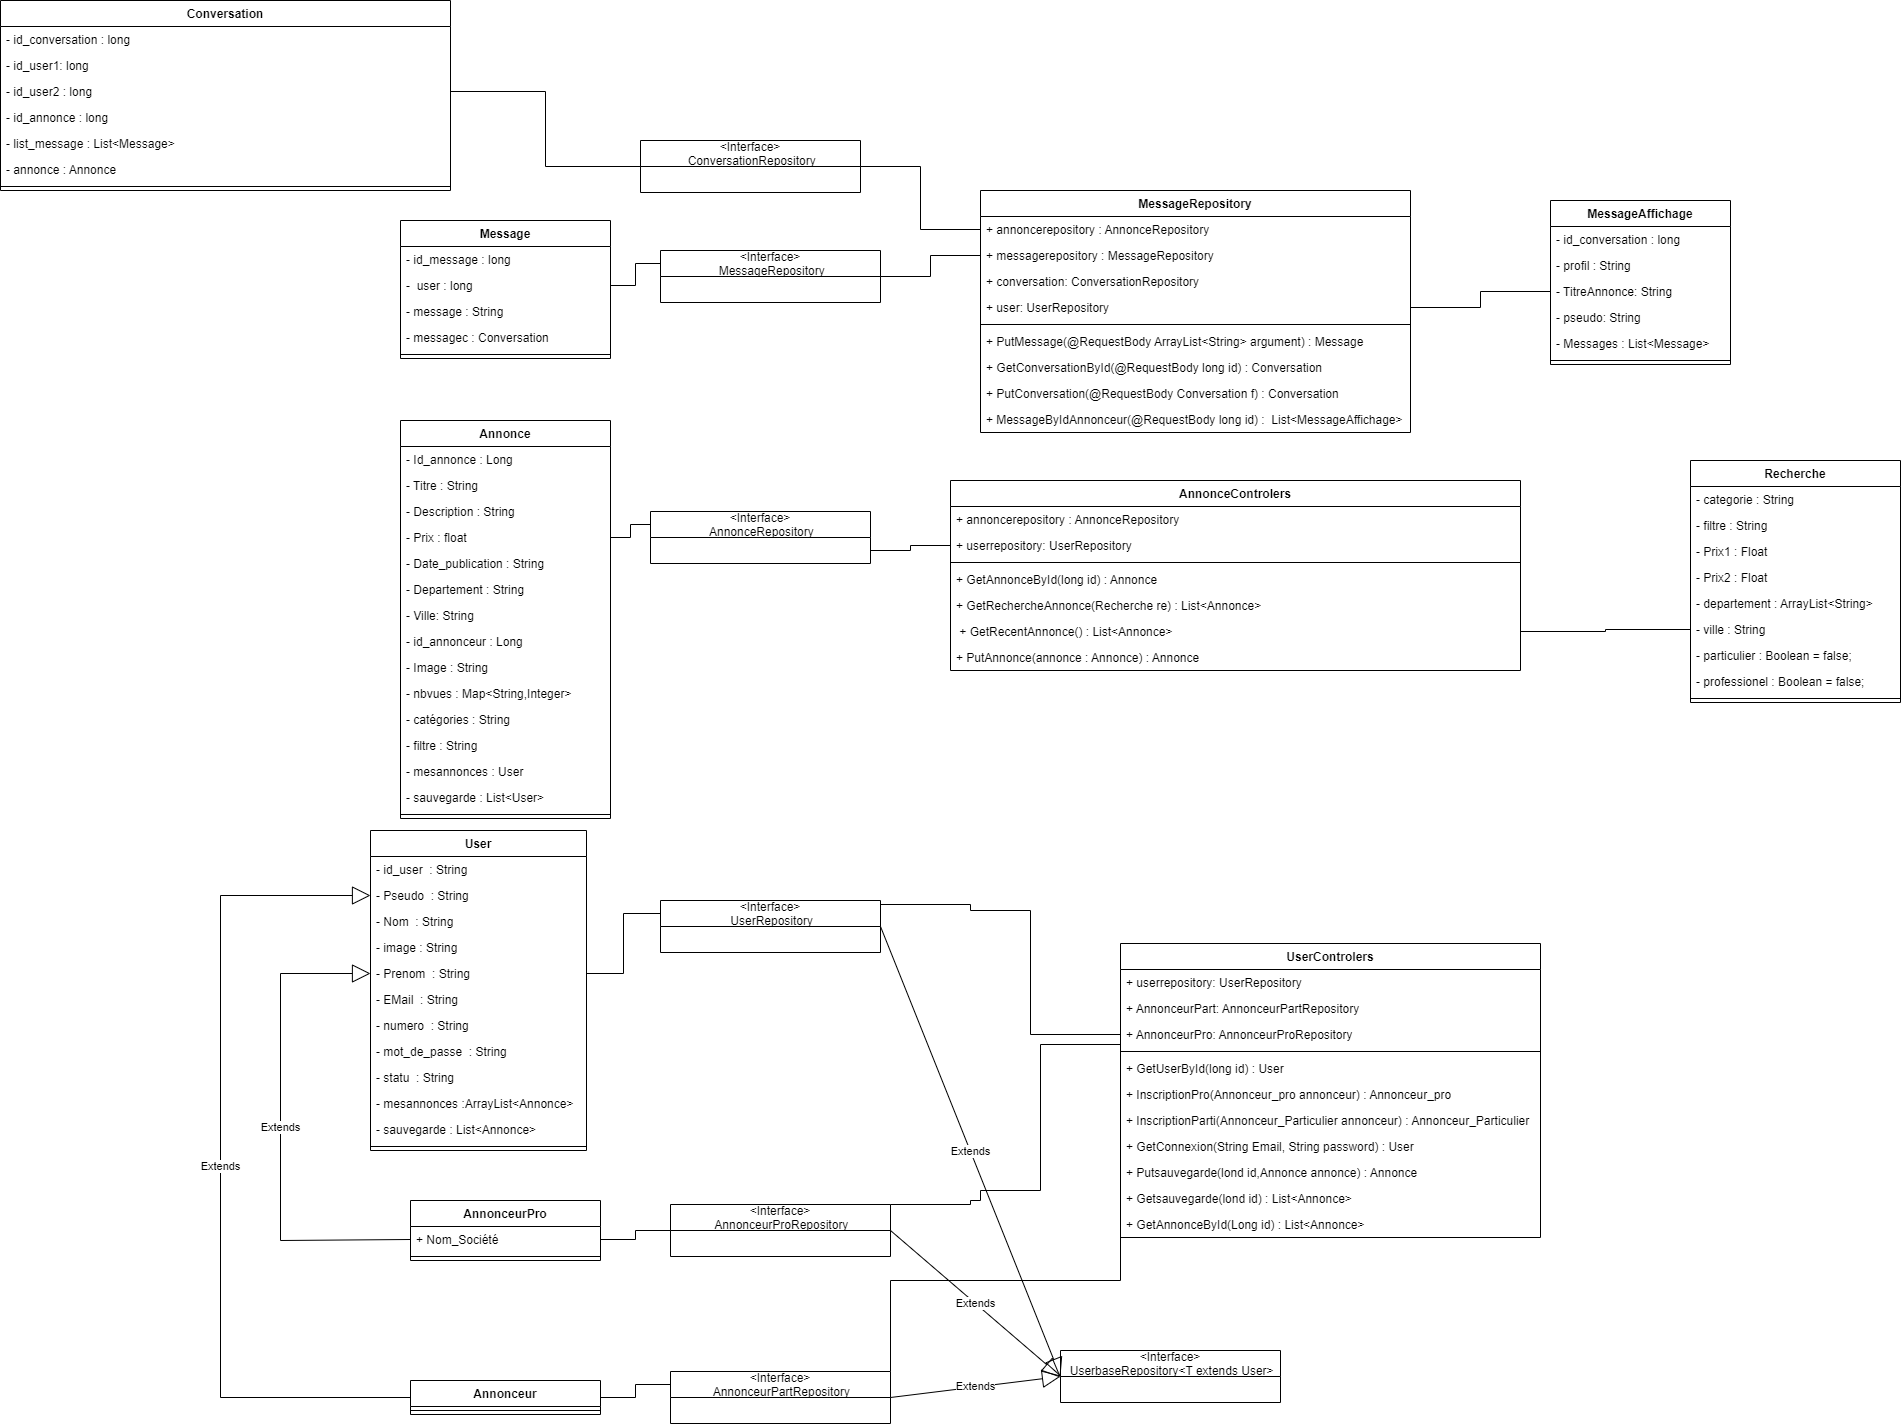 Conversation
- id_conversation : long
- id_user1: long
- id_user2 : long
- id_annonce : long
- list_message : List<Message>
- annonce : Annonce
<Interface>
ConversationRepository
Message
- id_message : long
- user : long
- message : String
- messagec : Conversation
<Interface>
MessageRepository
MessageRepository
+ annoncerepository : AnnonceRepository
+ messagerepository : MessageRepository
+ conversation: ConversationRepository
+ user: UserRepository
+ PutMessage(@RequestBody ArrayList<String> argument) : Message
+ GetConversationById(@RequestBody long id) : Conversation
+ PutConversation(@RequestBody Conversation f) : Conversation
+ MessageByIdAnnonceur(@RequestBody long id) : List<MessageAffichage>
MessageAffichage
- id_conversation : long
- profil : String
- TitreAnnonce: String
- pseudo: String
- Messages : List<Message>
Annonce
- Id_annonce : Long
- Titre : String
- Description : String
- Prix : float
- Date_publication : String
- Departement : String
- Ville: String
- id_annonceur : Long
- Image : String
- nbvues : Map<String,Integer>
- catégories : String
- filtre : String
- mesannonces : User
- sauvegarde : List<User>
<Interface>
AnnonceRepository
AnnonceControlers
+ annoncerepository : AnnonceRepository
+ userrepository: UserRepository
+ GetAnnonceById(long id) : Annonce
+ GetRechercheAnnonce(Recherche re) : List<Annonce>
+ GetRecentAnnonce() : List<Annonce>
+ PutAnnonce(annonce : Annonce) : Annonce
Recherche
- categorie : String
- filtre : String
- Prix1 : Float
- Prix2 : Float
- departement : ArrayList<String>
- ville : String
- particulier : Boolean = false;
- professionel : Boolean = false;
User
- id_user : String
- Pseudo : String
- Nom : String
- image : String
- Prenom : String
- EMail : String
- numero : String
- mot_de_passe : String
- statu : String
- mesannonces :ArrayList<Annonce>
- sauvegarde : List<Annonce>
<Interface>
UserRepository
UserControlers
+ userrepository: UserRepository
+ AnnonceurPart: AnnonceurPartRepository
+ AnnonceurPro: AnnonceurProRepository
+ GetUserById(long id) : User
+ InscriptionPro(Annonceur_pro annonceur) : Annonceur_pro
+ InscriptionParti(Annonceur_Particulier annonceur) : Annonceur_Particulier
+ GetConnexion(String Email, String password) : User
+ Putsauvegarde(lond id,Annonce annonce) : Annonce
+ Getsauvegarde(lond id) : List<Annonce>
+ GetAnnonceById(Long id) : List<Annonce>
Extends
Extends
Extends
AnnonceurPro
+ Nom_Société
<Interface>
AnnonceurProRepository
Extends
Annonceur
<Interface>
AnnonceurPartRepository
Extends
<Interface>
UserbaseRepository<T extends User>